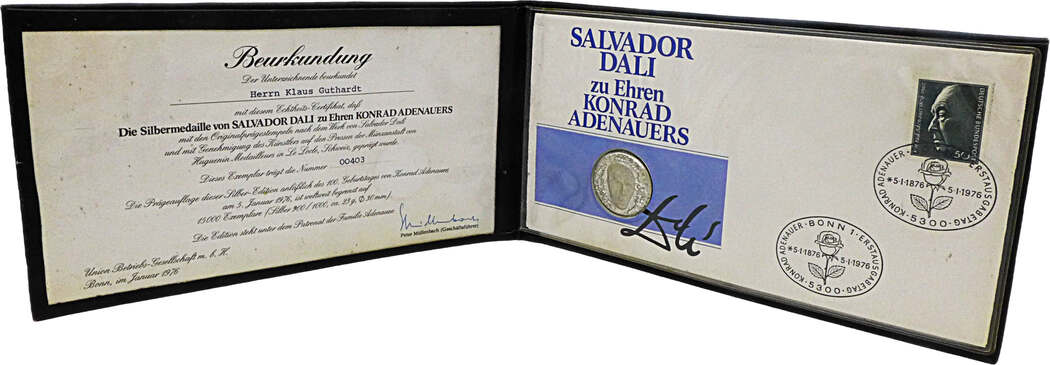 Beurkundung
Der Unterzeichnende beurkundet
Herrn Klaus Guthardt
mit diesem Echtheits-Certifikat, daß
Die Silbermedaille von SALVADOR DALI zu Ehren KONRAD ADENAUERS
mit den Originalprägestempeln nach dem Werk von Salvador Dali
und mit Genehmigung des Künstlers auf den Pressen der Münzanstalt von
Huguenin Medailleurs in Le Locle, Schweiz, geprägt wurde.
Dieses Exemplar trägt die Nummer 00403
Die Prägeauflage dieser Silber-Edition anläßlich des 100. Geburtstages von Konrad Adenauer
am 5. Januar 1976, ist weltweit begrenzt auf
15000 Exemplare (Silber 900/1000, ca. 23 g, Ø 30 mm).
Die Edition steht unter dem Patronat der Familie Adenauer
Peter Müllenbach (Geschäftsführer)
Union Betriebs-Gesellschaft m. b. H.
Bonn, im Januar 1976
SALVADOR
DALI
zu Ehren
KONRAD
ADENAUERS
Dali
DEUTSCHE BUNDESPOST
50
KONRAD ADENAUER · ERSTAUSGABETAG
*5·1·1876 5·1·1976
5300
KONRAD ADENAUER · BONN 1 · ERSTAUSGABETAG
*5·1·1876 5·1·1976
5300